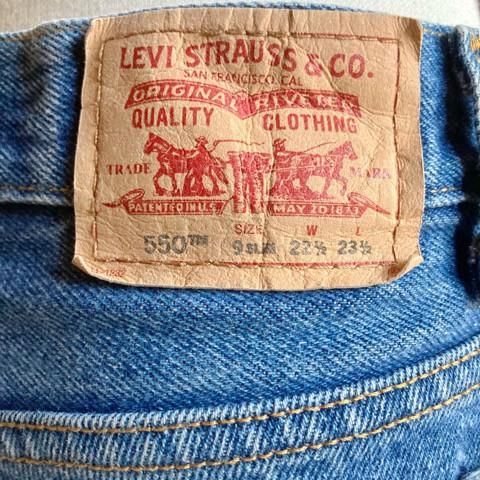 LEVI STRAUSS & CO.
SAN FRANCISCO, CAL
ORIGINAL RIVETED
QUALITY CLOTHING
TRADE MARK
PATENTED IN U.S. MAY 20 1873
SIZE W L
550™ 9 SLIM 22½ 23½